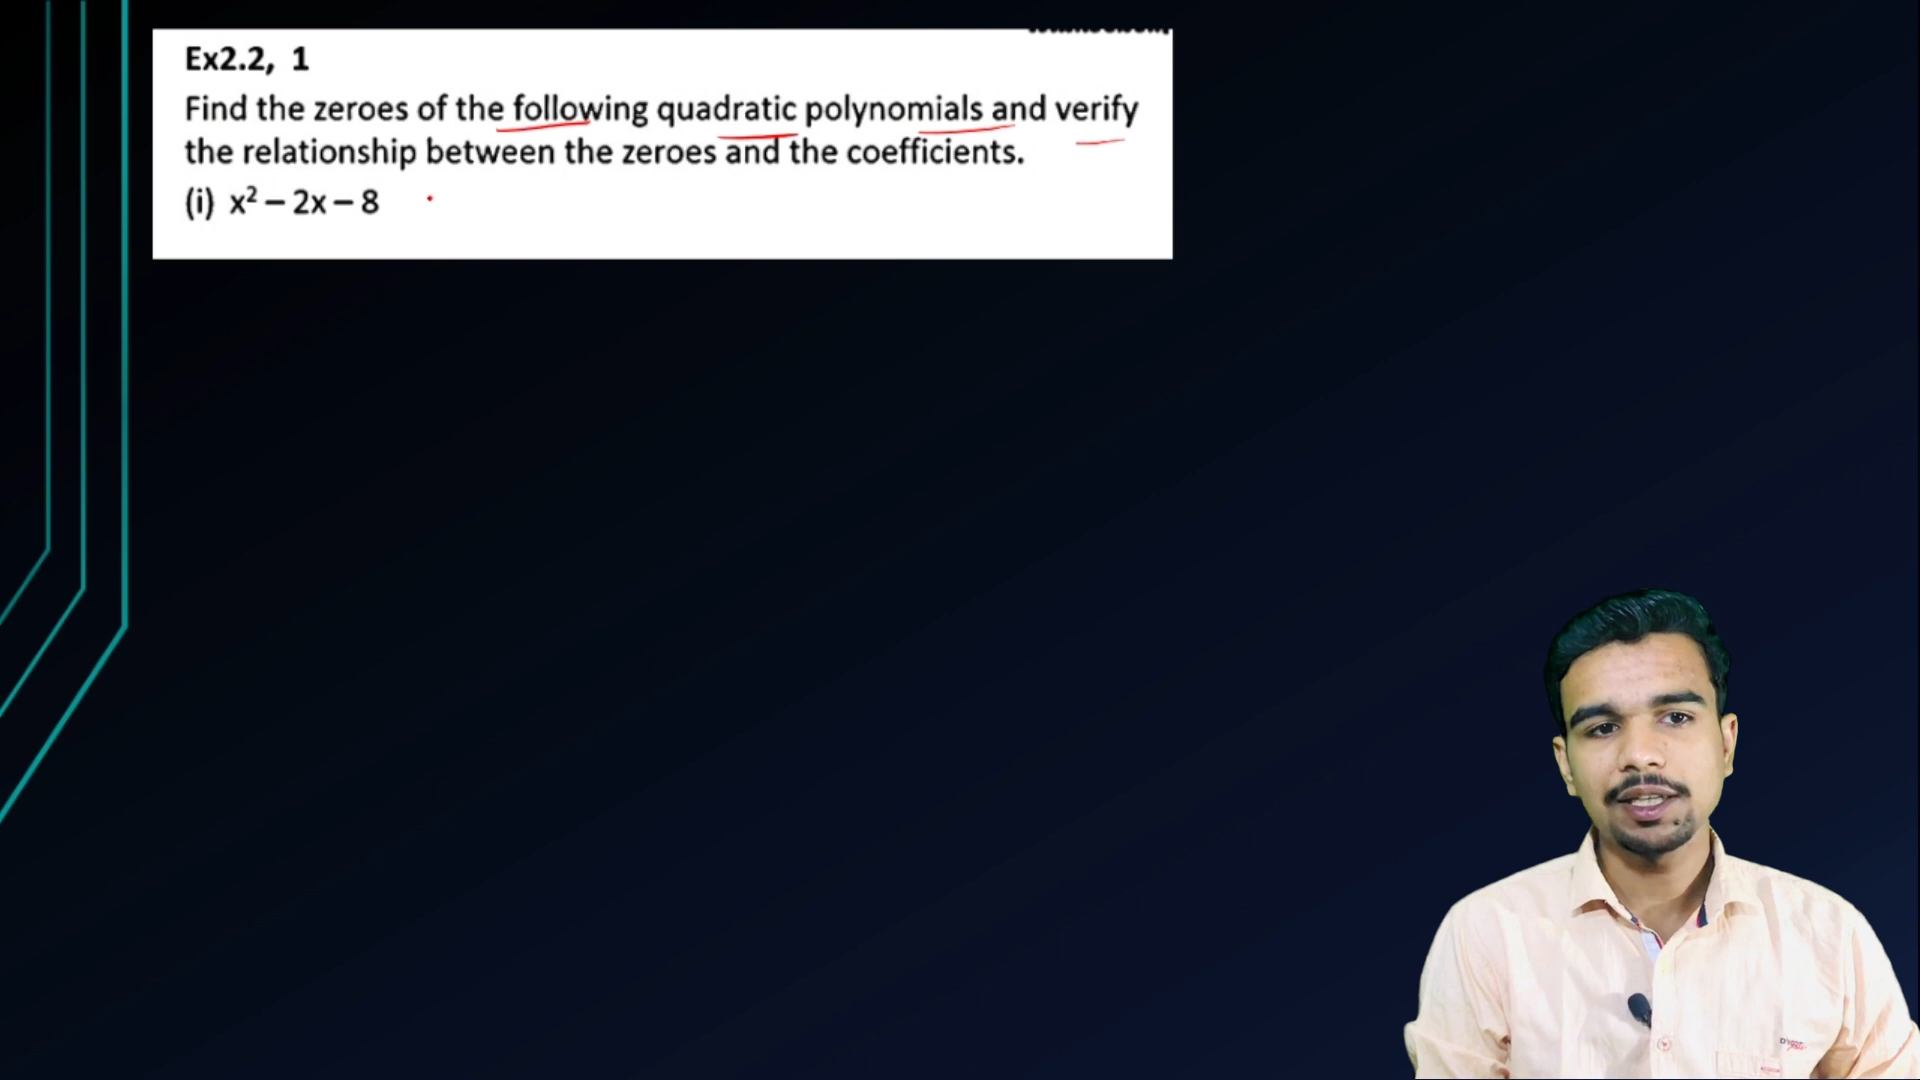 Ex2.2, 1
Find the zeroes of the following quadratic polynomials and verify
the relationship between the zeroes and the coefficients.
(i) x² – 2x – 8